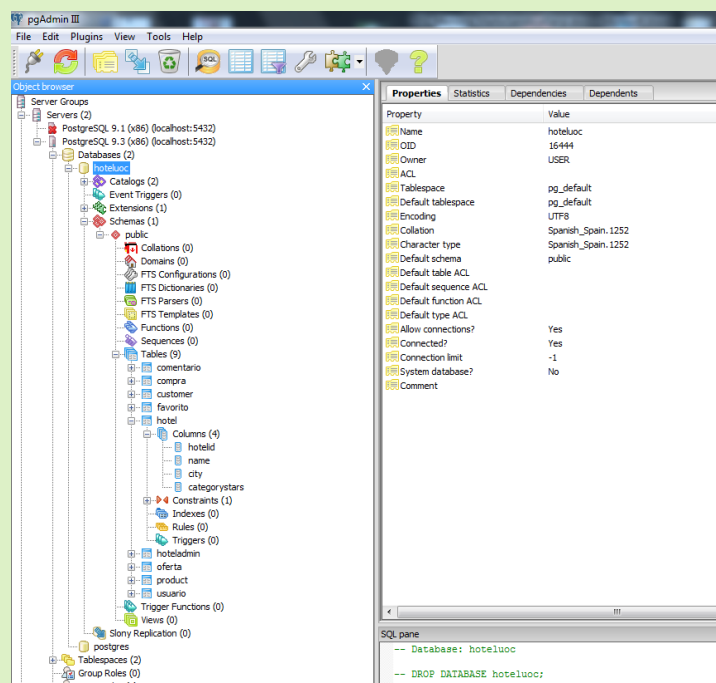 pgAdmin III
File Edit Plugins View Tools Help
SQL
Object browser
Server Groups
Servers (2)
PostgreSQL 9.1 (x86) (localhost:5432)
PostgreSQL 9.3 (x86) (localhost:5432)
Databases (2)
hoteluoc
Catalogs (2)
Event Triggers (0)
Extensions (1)
Schemas (1)
public
Collations (0)
Domains (0)
FTS Configurations (0)
FTS Dictionaries (0)
FTS Parsers (0)
FTS Templates (0)
Functions (0)
Sequences (0)
Tables (9)
comentario
compra
customer
favorito
hotel
Columns (4)
hotelid
name
city
categorystars
Constraints (1)
Indexes (0)
Rules (0)
Triggers (0)
hoteladmin
oferta
product
usuario
Trigger Functions (0)
Views (0)
Slony Replication (0)
postgres
Tablespaces (2)
Group Roles (0)
Properties Statistics Dependencies Dependents
Property Value
Name hoteluoc
OID 16444
Owner USER
ACL
Tablespace pg_default
Default tablespace pg_default
Encoding UTF8
Collation Spanish_Spain.1252
Character type Spanish_Spain.1252
Default schema public
Default table ACL
Default sequence ACL
Default function ACL
Default type ACL
Allow connections? Yes
Connected? Yes
Connection limit -1
System database? No
Comment
SQL pane
-- Database: hoteluoc
-- DROP DATABASE hoteluoc;